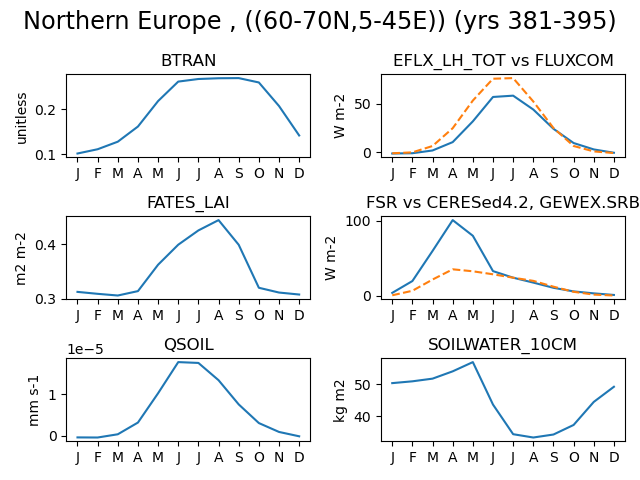 Northern Europe , ((60-70N,5-45E)) (yrs 381-395)
BTRAN
unitless
0.2
0.1
J F M A M J J A S O N D
EFLX_LH_TOT vs FLUXCOM
W m-2
50
0
J F M A M J J A S O N D
FATES_LAI
m2 m-2
0.4
0.3
J F M A M J J A S O N D
FSR vs CERESed4.2, GEWEX.SRB
W m-2
100
0
J F M A M J J A S O N D
QSOIL
1e−5
mm s-1
1
0
J F M A M J J A S O N D
SOILWATER_10CM
kg m2
50
40
J F M A M J J A S O N D